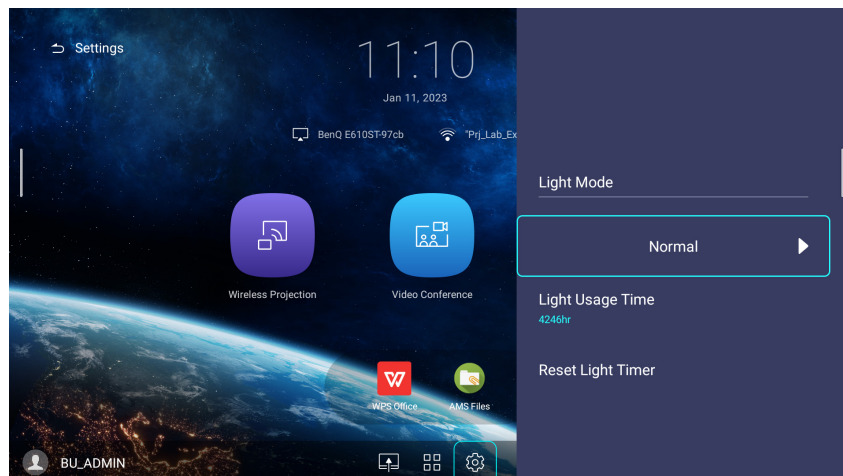 Settings
11:10
Jan 11, 2023
BenQ E610ST-97cb
"Prj_Lab_Ex
Wireless Projection
Video Conference
WPS Office
AMS Files
BU_ADMIN
Light Mode
Normal
Light Usage Time
4246hr
Reset Light Timer